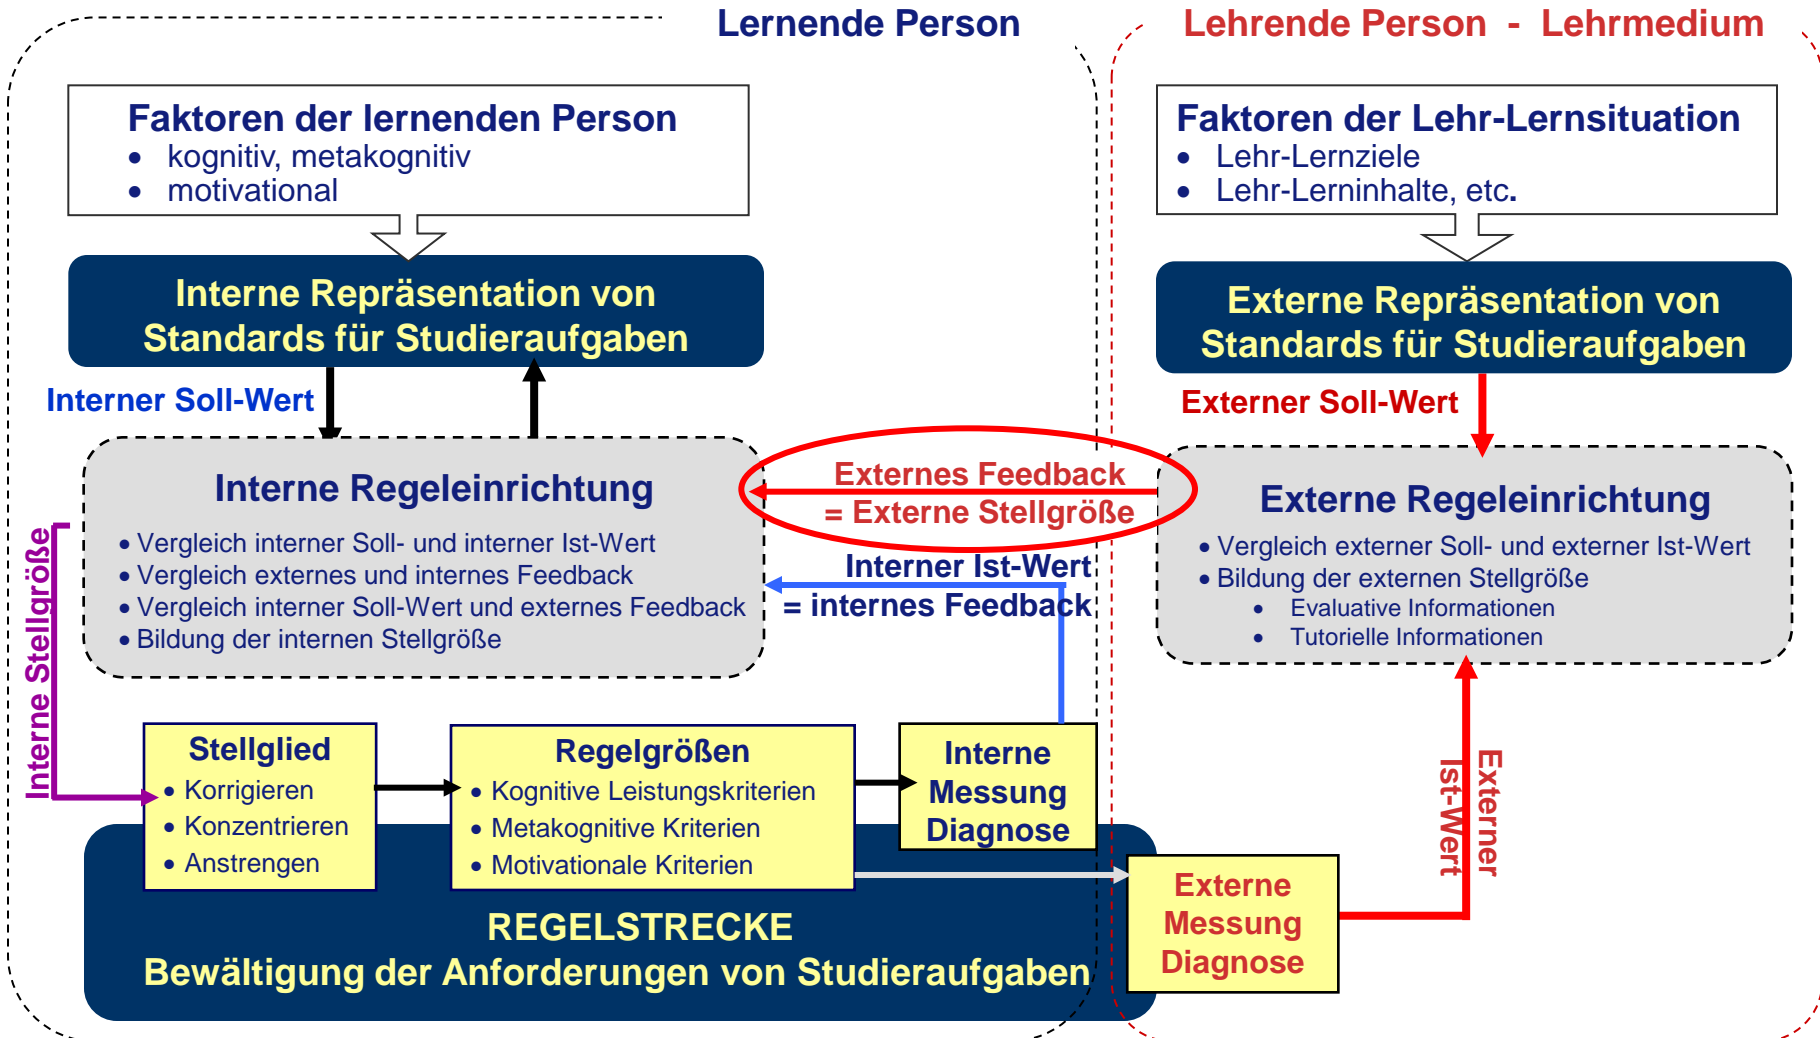 Lernende Person
Lehrende Person - Lehrmedium
Faktoren der lernenden Person
• kognitiv, metakognitiv
• motivational
Faktoren der Lehr-Lernsituation
• Lehr-Lernziele
• Lehr-Lerninhalte, etc.
Interne Repräsentation von
Standards für Studieraufgaben
Externe Repräsentation von
Standards für Studieraufgaben
Interner Soll-Wert
Externer Soll-Wert
Interne Regeleinrichtung
• Vergleich interner Soll- und interner Ist-Wert
• Vergleich externes und internes Feedback
• Vergleich interner Soll-Wert und externes Feedback
• Bildung der internen Stellgröße
Externes Feedback
= Externe Stellgröße
Interner Ist-Wert
= internes Feedback
Externe Regeleinrichtung
• Vergleich externer Soll- und externer Ist-Wert
• Bildung der externen Stellgröße
• Evaluative Informationen
• Tutorielle Informationen
Interne Stellgröße
Stellglied
• Korrigieren
• Konzentrieren
• Anstrengen
Regelgrößen
• Kognitive Leistungskriterien
• Metakognitive Kriterien
• Motivationale Kriterien
Interne
Messung
Diagnose
Externer
Ist-Wert
Externe
Messung
Diagnose
REGELSTRECKE
Bewältigung der Anforderungen von Studieraufgaben